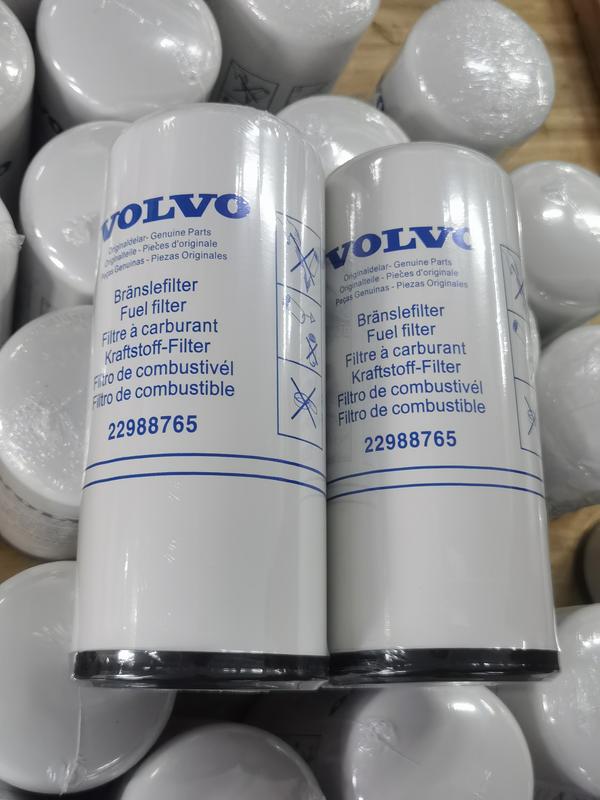 VOLVO
Originaldelar- Genuine Parts
Originalteile - Pièces d'originale
Peças Genuinas - Piezas Originales
Bränslefilter
Fuel filter
Filtre à carburant
Kraftstoff-Filter
Filtro de combustivél
Filtro de combustible
22988765
VOLVO
Originaldelar - Genuine Parts
Originalteile - Pièces d'originale
Peças Genuinas - Piezas Originales
Bränslefilter
Fuel filter
Filtre à carburant
Kraftstoff-Filter
Filtro de combustivél
Filtro de combustible
22988765